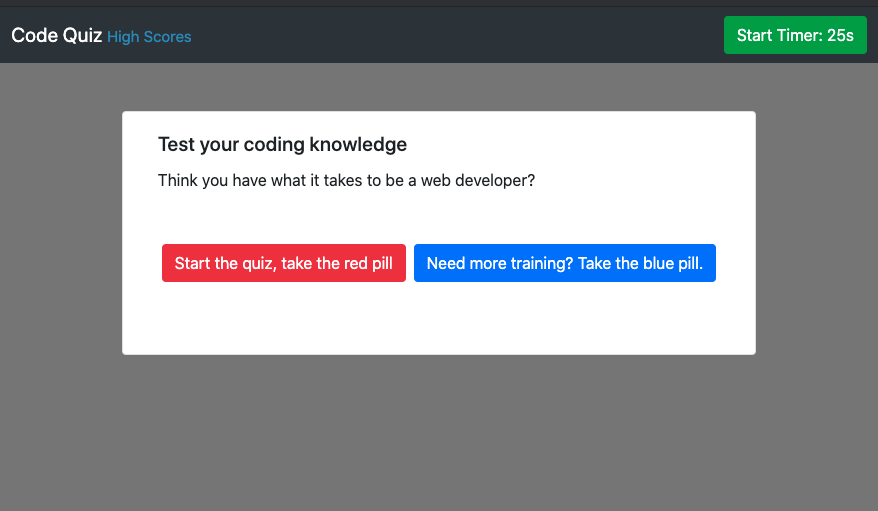 Code Quiz High Scores Start Timer: 25s
Test your coding knowledge
Think you have what it takes to be a web developer?
Start the quiz, take the red pill Need more training? Take the blue pill.